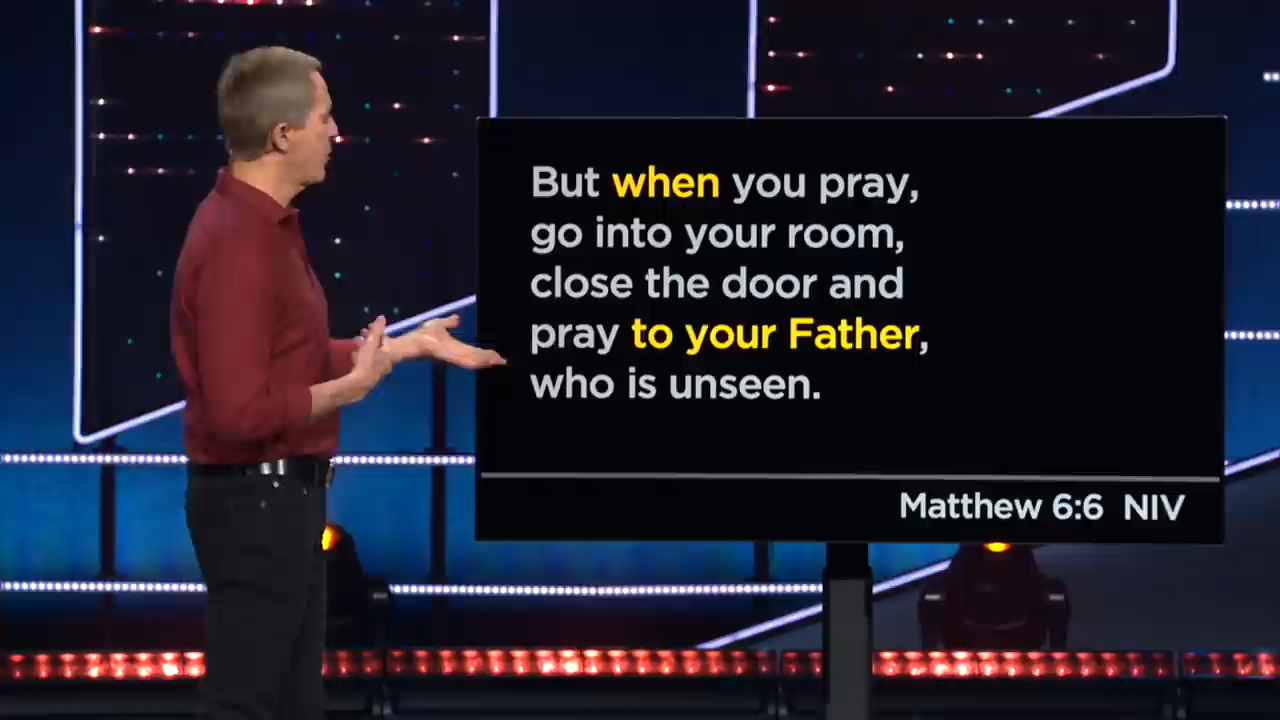 But when you pray,
go into your room,
close the door and
pray to your Father,
who is unseen.
Matthew 6:6 NIV